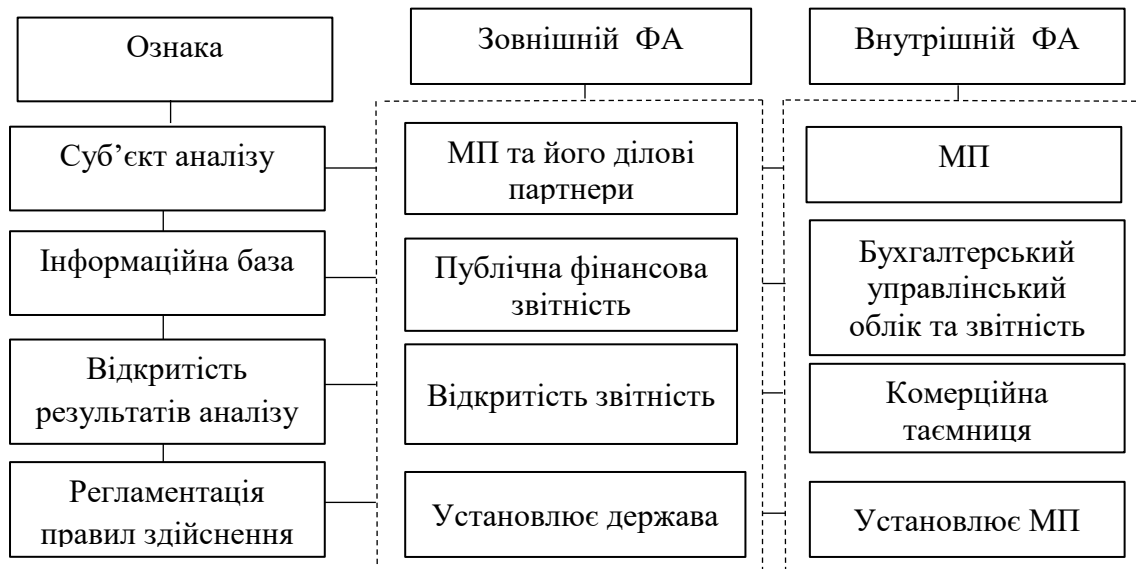 Ознака
Зовнішній ФА
Внутрішній ФА
Суб’єкт аналізу
МП та його ділові
партнери
МП
Інформаційна база
Публічна фінансова
звітність
Бухгалтерський
управлінський
облік та звітність
Відкритість
результатів аналізу
Відкритість звітність
Комерційна
таємниця
Регламентація
правил здійснення
Установлює держава
Установлює МП